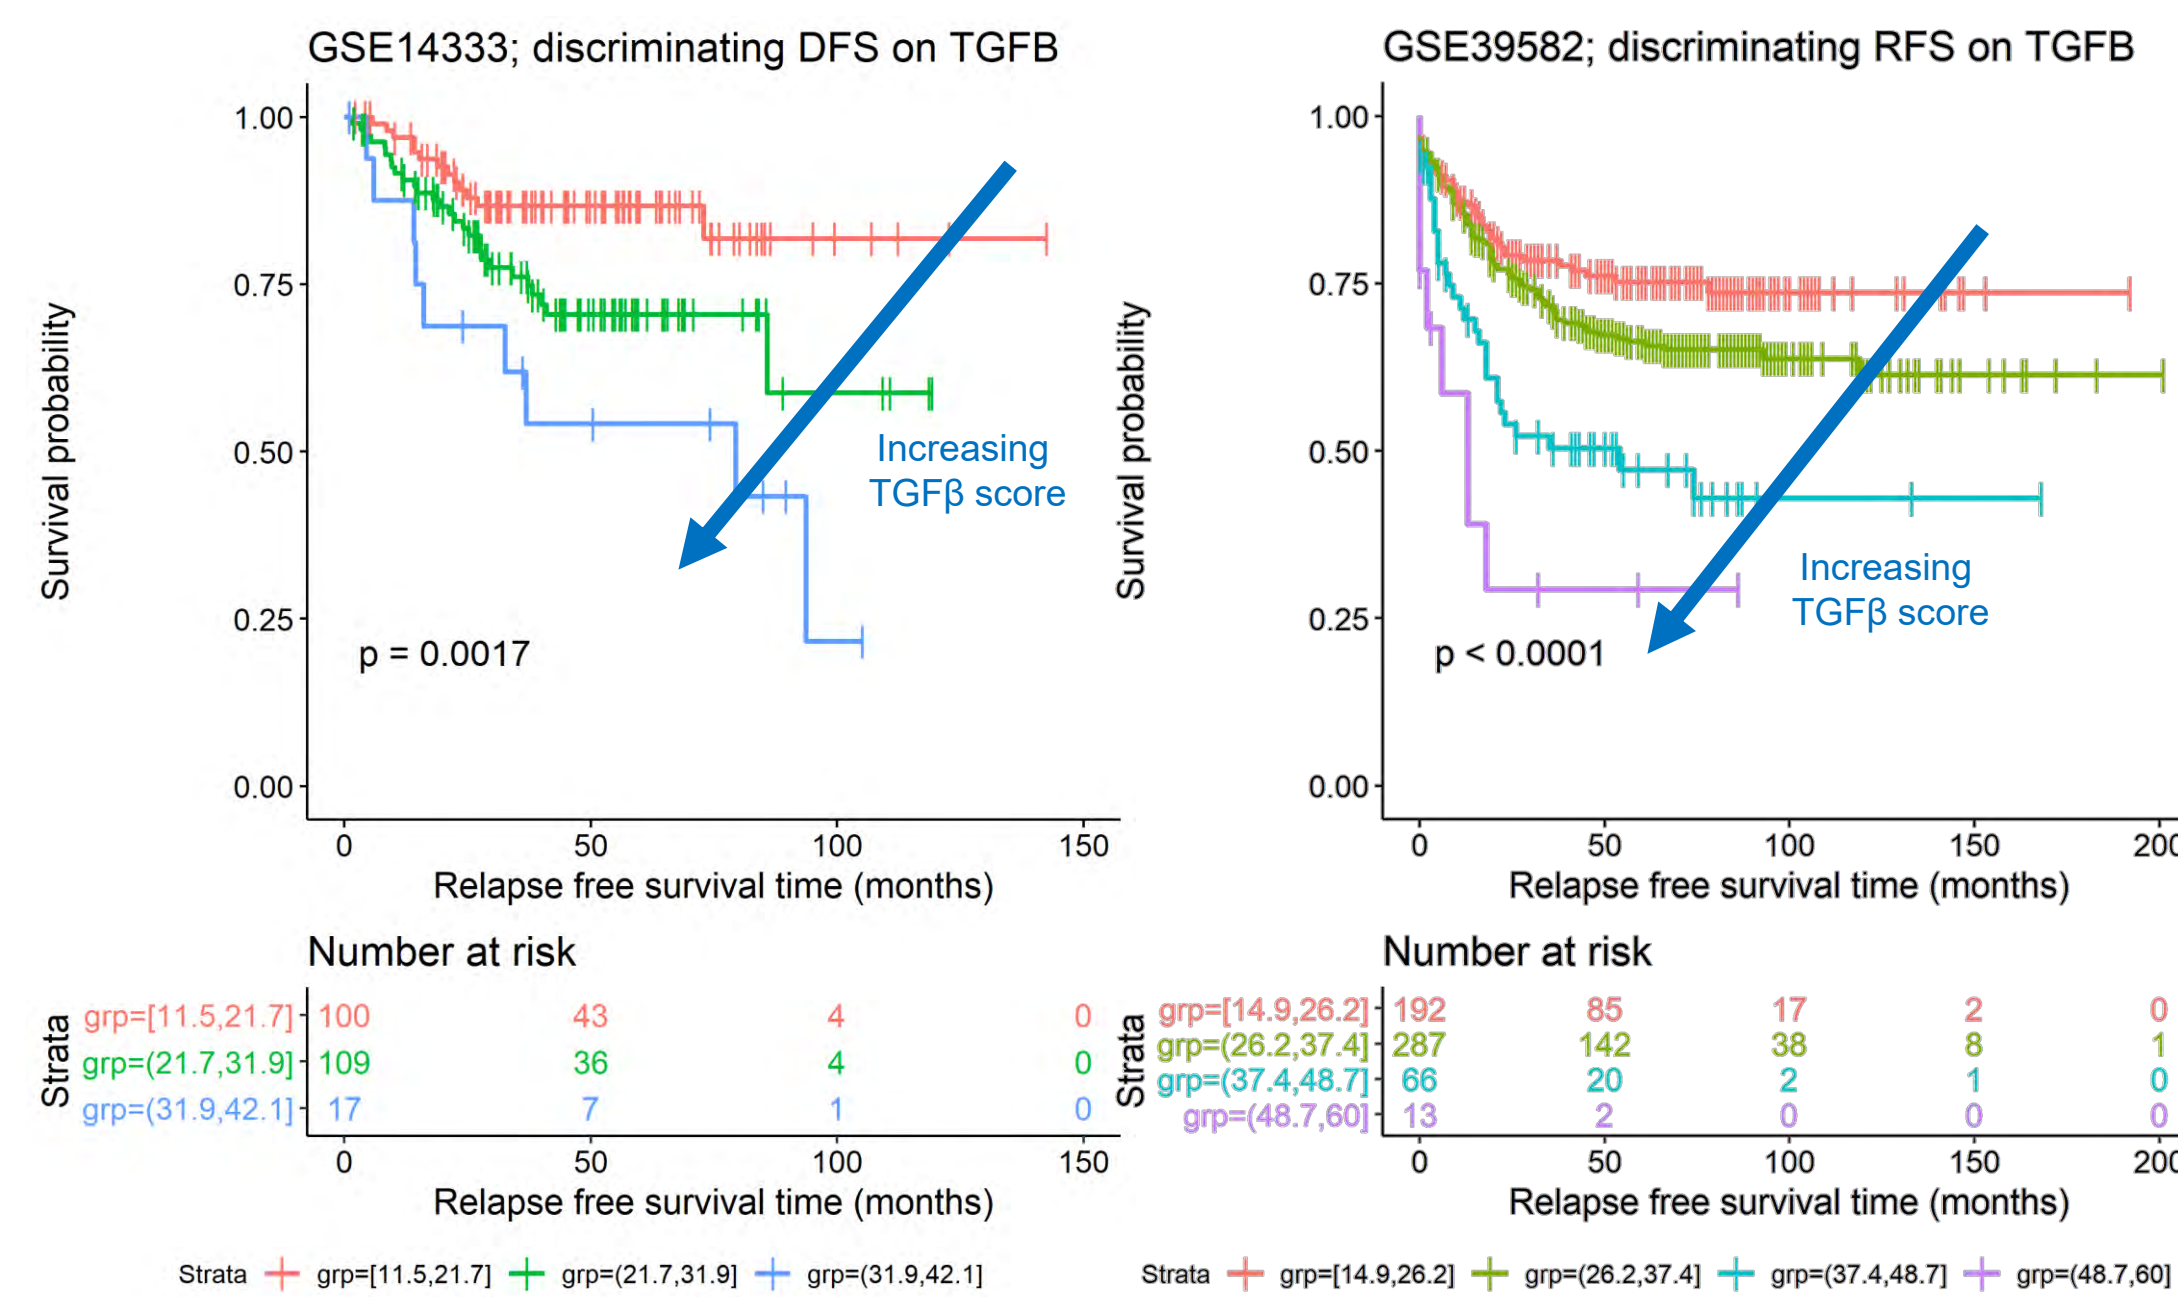 GSE14333; discriminating DFS on TGFB
Survival probability
1.00
0.75
0.50
0.25
0.00
Increasing
TGFβ score
p = 0.0017
0 50 100 150
Relapse free survival time (months)
Number at risk
Strata
grp=[11.5,21.7] 100 43 4 0
grp=(21.7,31.9] 109 36 4 0
grp=(31.9,42.1] 17 7 1 0
0 50 100 150
Relapse free survival time (months)
Strata grp=[11.5,21.7] grp=(21.7,31.9] grp=(31.9,42.1]
GSE39582; discriminating RFS on TGFB
Survival probability
1.00
0.75
0.50
0.25
0.00
Increasing
TGFβ score
p < 0.0001
0 50 100 150 200
Relapse free survival time (months)
Number at risk
Strata
grp=[14.9,26.2] 192 85 17 2 0
grp=(26.2,37.4] 287 142 38 8 1
grp=(37.4,48.7] 66 20 2 1 0
grp=(48.7,60] 13 2 0 0 0
0 50 100 150 200
Relapse free survival time (months)
Strata grp=[14.9,26.2] grp=(26.2,37.4] grp=(37.4,48.7] grp=(48.7,60]